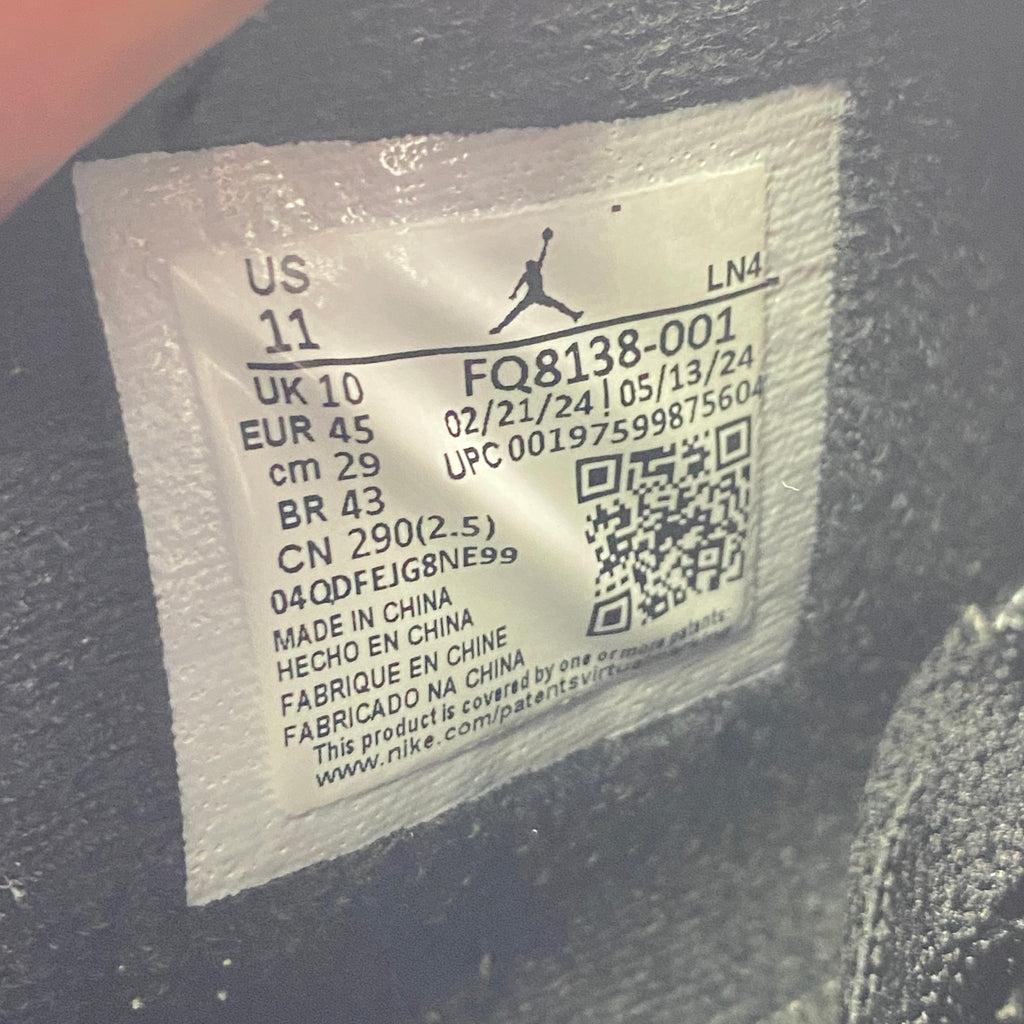 US
11
LN4
UK 10
EUR 45
cm 29
BR 43
CN 290(2.5)
FQ8138-001
02/21/24 | 05/13/24
UPC 00197599875604
04QDFEJG8NE99
MADE IN CHINA
HECHO EN CHINA
FABRIQUE EN CHINE
FABRICADO NA CHINA
This product is covered by one or more patents.
www.nike.com/patents